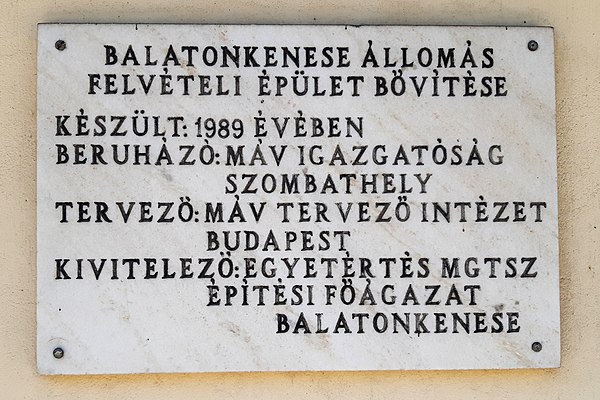 BALATONKENESE ÁLLOMÁS
FELVÉTELI ÉPÜLET BŐVÍTÉSE
KÉSZÜLT: 1989 ÉVÉBEN
BERUHÁZÓ: MÁV IGAZGATÓSÁG
SZOMBATHELY
TERVEZŐ: MÁV TERVEZŐ INTÉZET
BUDAPEST
KIVITELEZŐ: EGYETÉRTÉS MGTSZ
ÉPÍTÉSI FŐÁGAZAT
BALATONKENESE